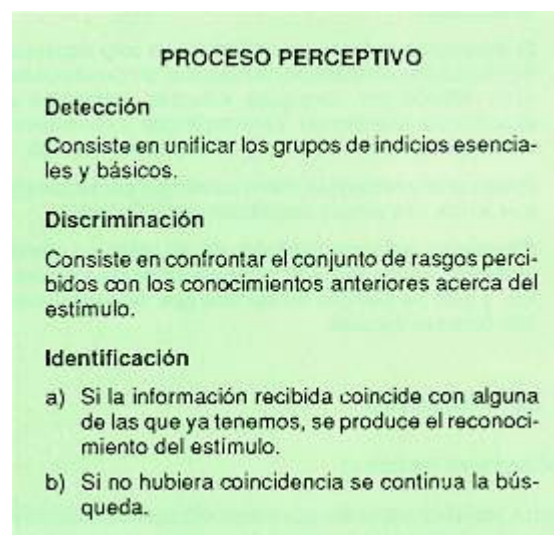 PROCESO PERCEPTIVO
Detección
Consiste en unificar los grupos de indicios esencia-
les y básicos.
Discriminación
Consiste en confrontar el conjunto de rasgos perci-
bidos con los conocimientos anteriores acerca del
estímulo.
Identificación
a) Si la información recibida coincide con alguna
de las que ya tenemos, se produce el reconoci-
miento del estímulo.
b) Si no hubiera coincidencia se continua la bús-
queda.